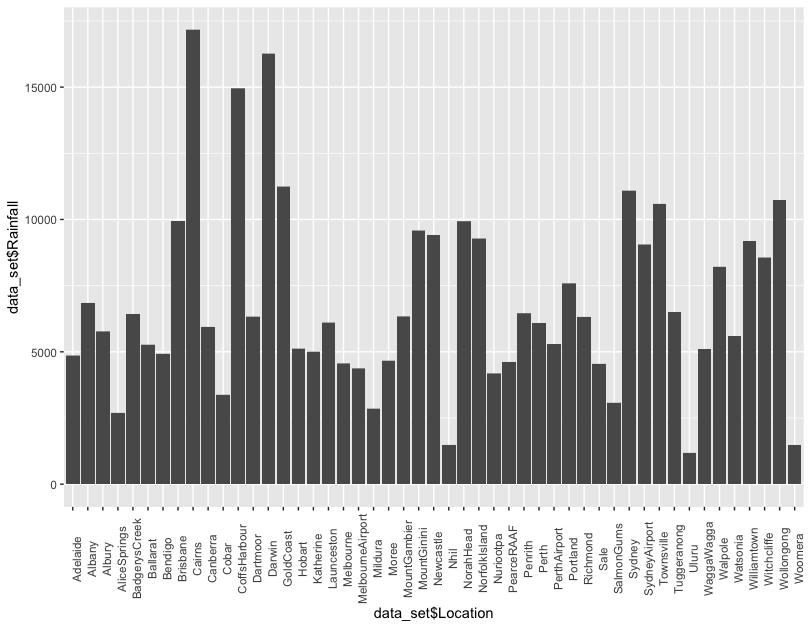 data_set$Rainfall
15000
10000
5000
0
Adelaide
Albany
Albury
AliceSprings
BadgerysCreek
Ballarat
Bendigo
Brisbane
Cairns
Canberra
Cobar
CoffsHarbour
Dartmoor
Darwin
GoldCoast
Hobart
Katherine
Launceston
Melbourne
MelbourneAirport
Mildura
Moree
MountGambier
MountGinini
Newcastle
Nhil
NorahHead
NorfolkIsland
Nuriootpa
PearceRAAF
Penrith
Perth
PerthAirport
Portland
Richmond
Sale
SalmonGums
Sydney
SydneyAirport
Townsville
Tuggeranong
Uluru
WaggaWagga
Walpole
Watsonia
Williamtown
Witchcliffe
Wollongong
Woomera
data_set$Location